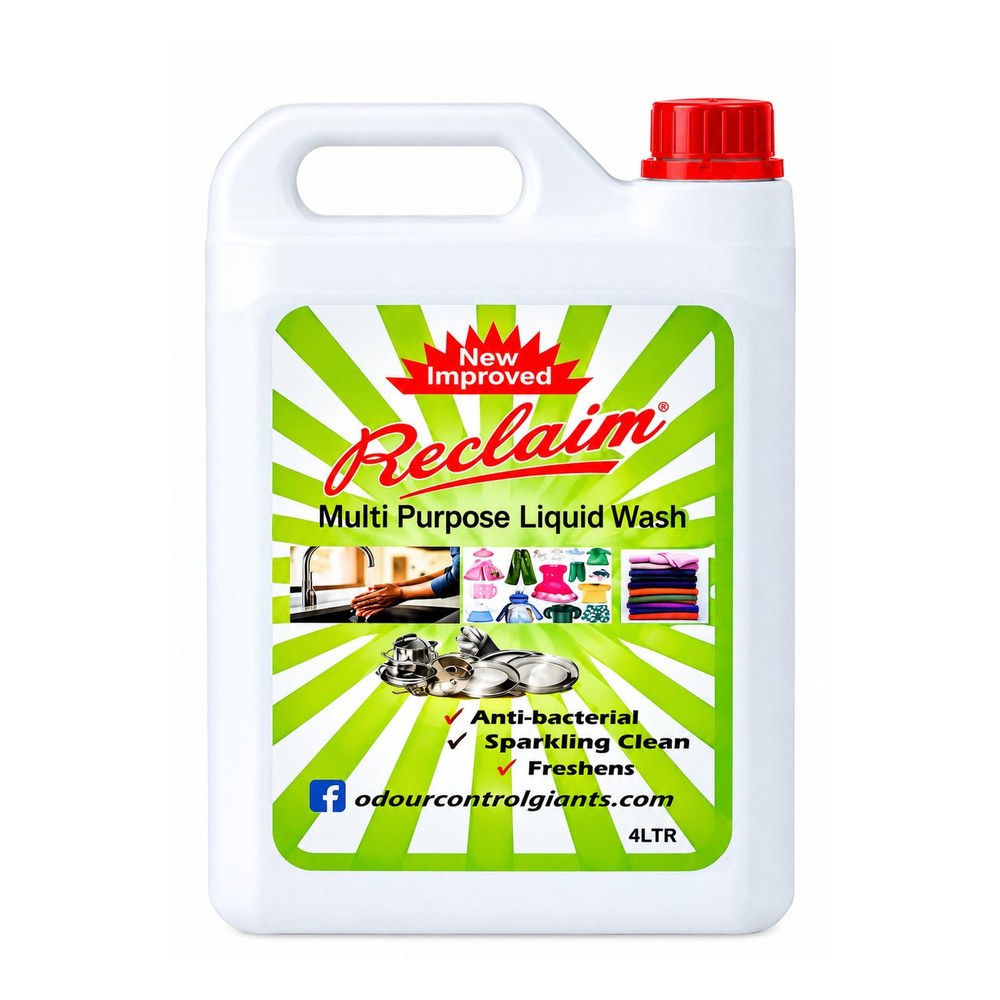 New
Improved
Reclaim®
Multi Purpose Liquid Wash
✓ Anti-bacterial
✓ Sparkling Clean
✓ Freshens
f odourcontrolgiants.com
4LTR